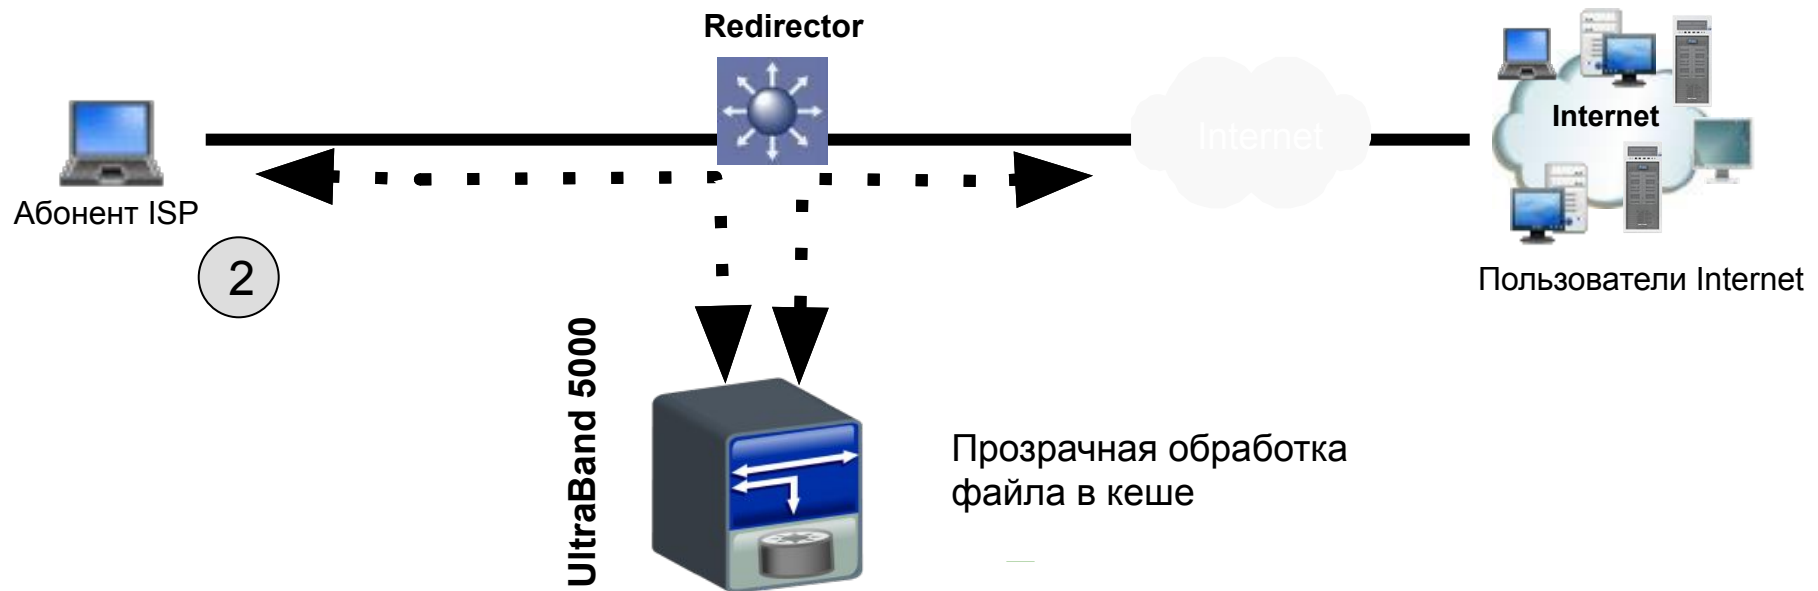 Redirector
Internet
Internet
Абонент ISP
2
Пользователи Internet
UltraBand 5000
Прозрачная обработка
файла в кеше